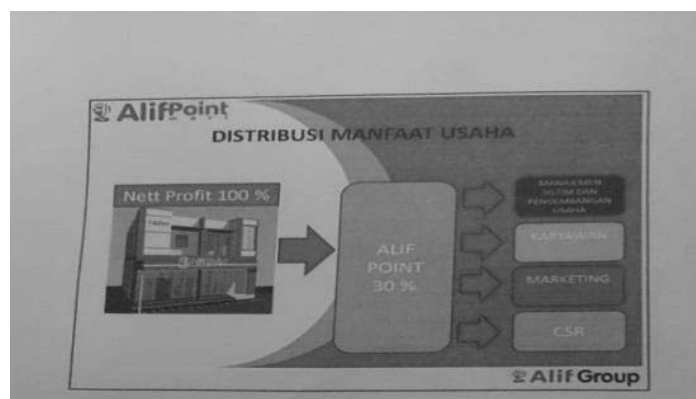 AlifPoint
mart
DISTRIBUSI MANFAAT USAHA
Nett Profit 100 %
ALIF
POINT
30 %
MANAJEMEN
DAN
PENGEMBANGAN
USAHA
KARYAWAN
MARKETING
CSR
Alif Group